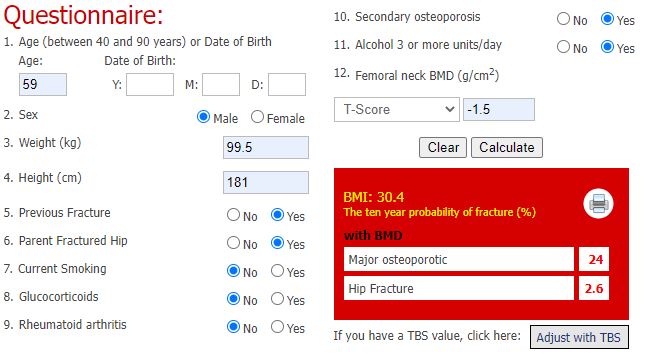 Questionnaire:
1. Age (between 40 and 90 years) or Date of Birth
Age: Date of Birth:
59 Y: M: D:
2. Sex Male Female
3. Weight (kg) 99.5
4. Height (cm) 181
5. Previous Fracture No Yes
6. Parent Fractured Hip No Yes
7. Current Smoking No Yes
8. Glucocorticoids No Yes
9. Rheumatoid arthritis No Yes
10. Secondary osteoporosis No Yes
11. Alcohol 3 or more units/day No Yes
12. Femoral neck BMD (g/cm²)
T-Score -1.5
Clear Calculate
BMI: 30.4
The ten year probability of fracture (%)
with BMD
Major osteoporotic 24
Hip Fracture 2.6
If you have a TBS value, click here: Adjust with TBS